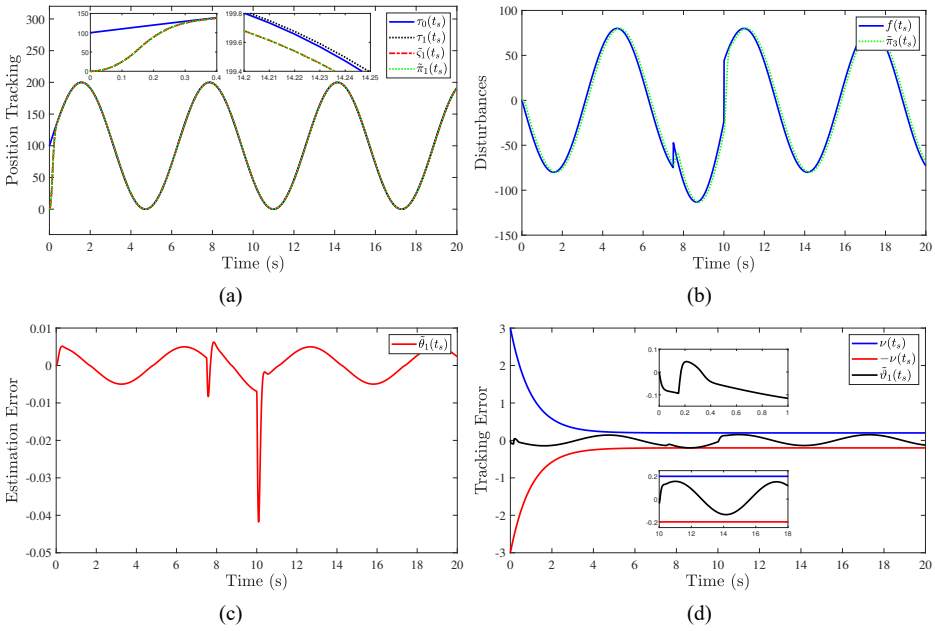 Position Tracking
300
250
200
150
100
50
0
0 2 4 6 8 10 12 14 16 18 20
Time (s)
150
100
50
0
0 0.1 0.2 0.3 0.4
199.8
199.6
199.4
14.2 14.21 14.22 14.23 14.24 14.25
τ₀(tₛ)
τ₁(tₛ)
ζ̄₁(tₛ)
π̃₁(tₛ)
(a)
Disturbances
100
50
0
-50
-100
-150
0 2 4 6 8 10 12 14 16 18 20
Time (s)
f(tₛ)
π̃₃(tₛ)
(b)
Estimation Error
0.01
0
-0.01
-0.02
-0.03
-0.04
-0.05
0 2 4 6 8 10 12 14 16 18 20
Time (s)
θ̃₁(tₛ)
(c)
Tracking Error
3
2
1
0
-1
-2
-3
0 2 4 6 8 10 12 14 16 18 20
Time (s)
0.1
0
-0.1
0 0.2 0.4 0.6 0.8 1
0.2
0
-0.2
10 12 14 16 18
ν(tₛ)
−ν(tₛ)
ϑ̃₁(tₛ)
(d)